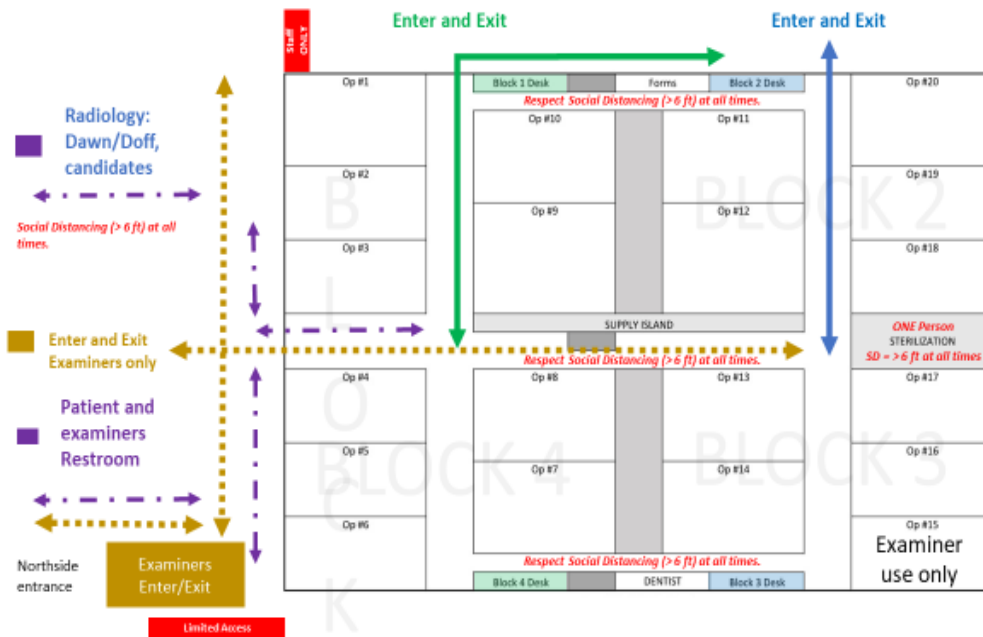 Staff
ONLY
Enter and Exit
Enter and Exit
Op #1
Block 1 Desk
Forms
Block 2 Desk
Op #20
Respect Social Distancing (> 6 ft) at all times.
Radiology:
Dawn/Doff,
candidates
Op #10
Op #11
Op #2
Op #19
BLOCK 2
Op #9
Op #12
Social Distancing (> 6 ft) at all
times.
Op #3
Op #18
SUPPLY ISLAND
ONE Person
STERILIZATION
SD = > 6 ft at all times
Enter and Exit
Examiners only
Respect Social Distancing (> 6 ft) at all times.
Op #4
Op #8
Op #13
Op #17
Patient and
examiners
Restroom
Op #5
Op #16
BLOCK 4
BLOCK 3
Op #7
Op #14
Op #6
Op #15
Examiner
use only
B
L
O
C
K
Northside
entrance
Examiners
Enter/Exit
Respect Social Distancing (> 6 ft) at all times.
Block 4 Desk
DENTIST
Block 3 Desk
Limited Access